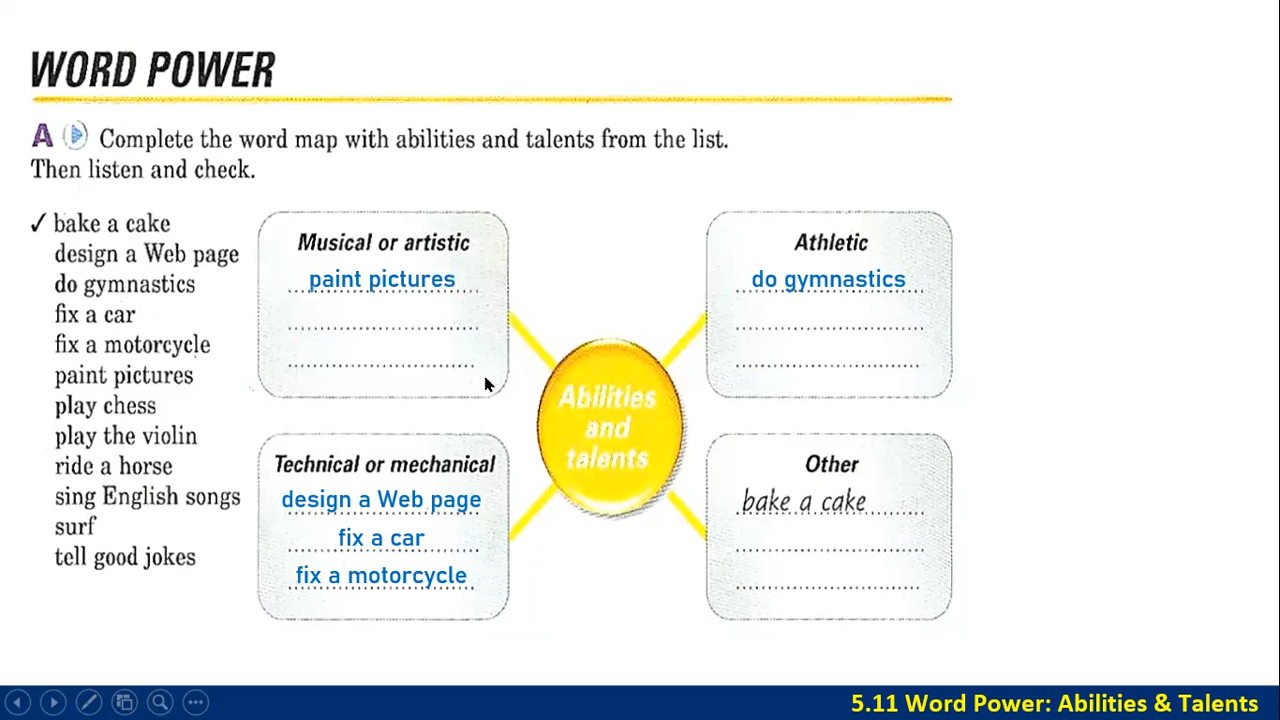 WORD POWER
A Complete the word map with abilities and talents from the list.
Then listen and check.
✓ bake a cake
design a Web page
do gymnastics
fix a car
fix a motorcycle
paint pictures
play chess
play the violin
ride a horse
sing English songs
surf
tell good jokes
Musical or artistic
paint pictures
Athletic
do gymnastics
Abilities
and
talents
Technical or mechanical
design a Web page
fix a car
fix a motorcycle
Other
bake a cake
5.11 Word Power: Abilities & Talents